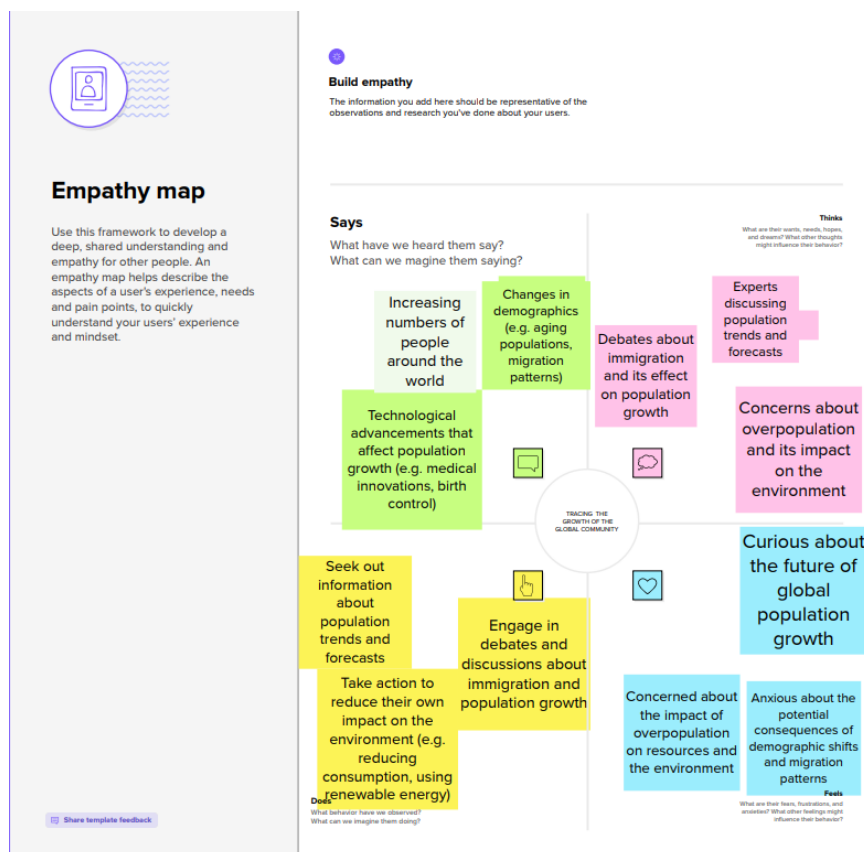 Empathy map
Use this framework to develop a
deep, shared understanding and
empathy for other people. An
empathy map helps describe the
aspects of a user's experience, needs
and pain points, to quickly
understand your users' experience
and mindset.
Share template feedback
Build empathy
The information you add here should be representative of the
observations and research you've done about your users.
Says
What have we heard them say?
What can we magine them saying?
Thinks
What are their wants, needs, hopes,
and dreams? What other thoughts
might influence their behavior?
Increasing
numbers of
people
around the
world
Changes in
demographics
(e.g. aging
populations,
migration
patterns)
Technological
advancements that
affect population
growth (e.g. medical
innovations, birth
control)
Debates about
immigration
and its effect
on population
growth
Experts
discussing
population
trends and
forecasts
Concerns about
overpopulation
and its impact
on the
environment
TRACING THE
GROWTH OF THE
GLOBAL COMMUNITY
Seek out
information
about
population
trends and
forecasts
Engage in
debates and
discussions about
immigration and
population growth
Take action to
reduce their own
impact on the
environment (e.g.
reducing
consumption, using
renewable energy)
Does
What behavior have we observed?
What can we imagine them doing?
Curious about
the future of
global
population
growth
Concerned about
the impact of
overpopulation
on resources and
the environment
Anxious about the
potential
consequences of
demographic shifts
and migration
patterns
Feels
What are their fears, frustrations, and
anxieties? What other feelings might
influence their behavior?